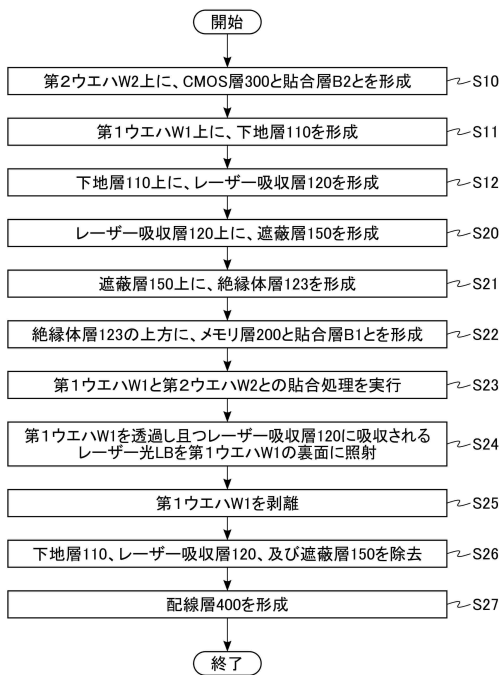 開始
第2ウエハW2上に、CMOS層300と貼合層B2とを形成 S10
第1ウエハW1上に、下地層110を形成 S11
下地層110上に、レーザー吸収層120を形成 S12
レーザー吸収層120上に、遮蔽層150を形成 S20
遮蔽層150上に、絶縁体層123を形成 S21
絶縁体層123の上方に、メモリ層200と貼合層B1とを形成 S22
第1ウエハW1と第2ウエハW2との貼合処理を実行 S23
第1ウエハW1を透過し且つレーザー吸収層120に吸収される
レーザー光LBを第1ウエハW1の裏面に照射 S24
第1ウエハW1を剥離 S25
下地層110、レーザー吸収層120、及び遮蔽層150を除去 S26
配線層400を形成 S27
終了